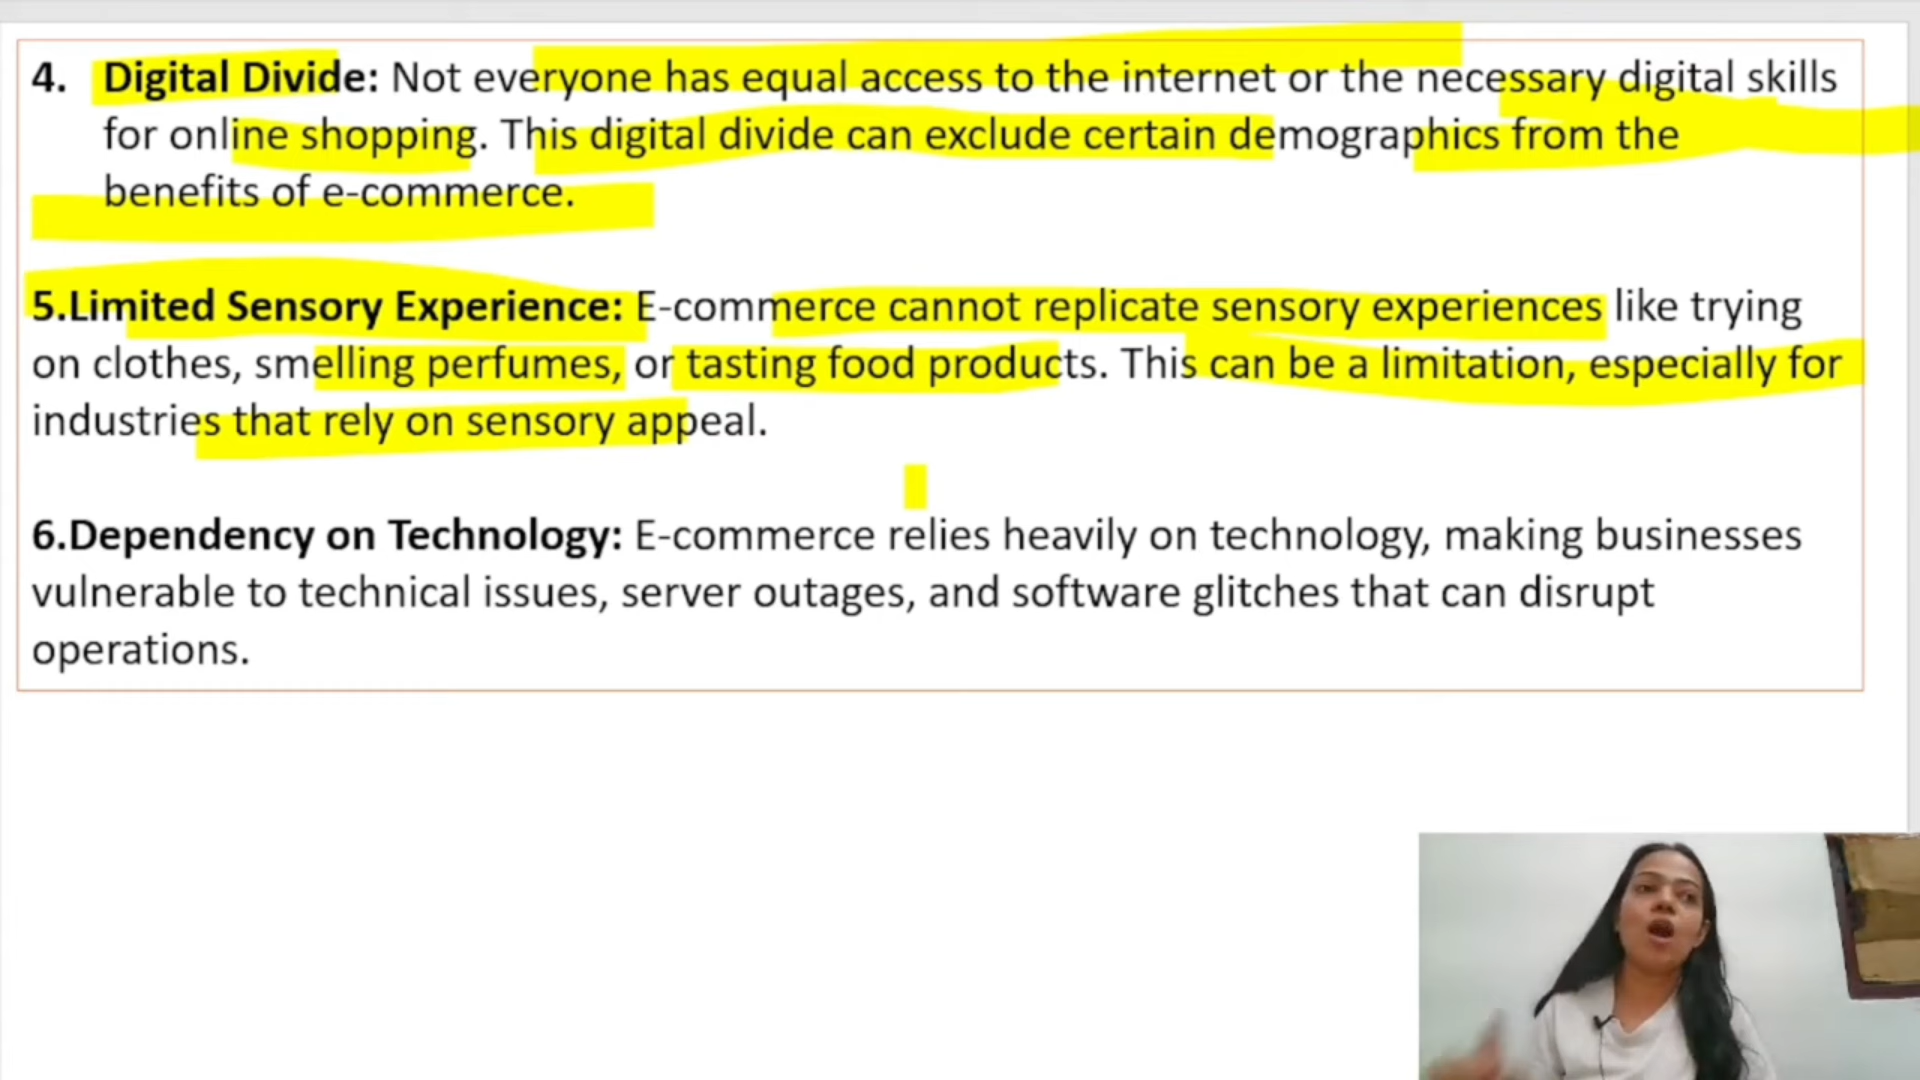 4. Digital Divide: Not everyone has equal access to the internet or the necessary digital skills
for online shopping. This digital divide can exclude certain demographics from the
benefits of e-commerce.
5.Limited Sensory Experience: E-commerce cannot replicate sensory experiences like trying
on clothes, smelling perfumes, or tasting food products. This can be a limitation, especially for
industries that rely on sensory appeal.
6.Dependency on Technology: E-commerce relies heavily on technology, making businesses
vulnerable to technical issues, server outages, and software glitches that can disrupt
operations.